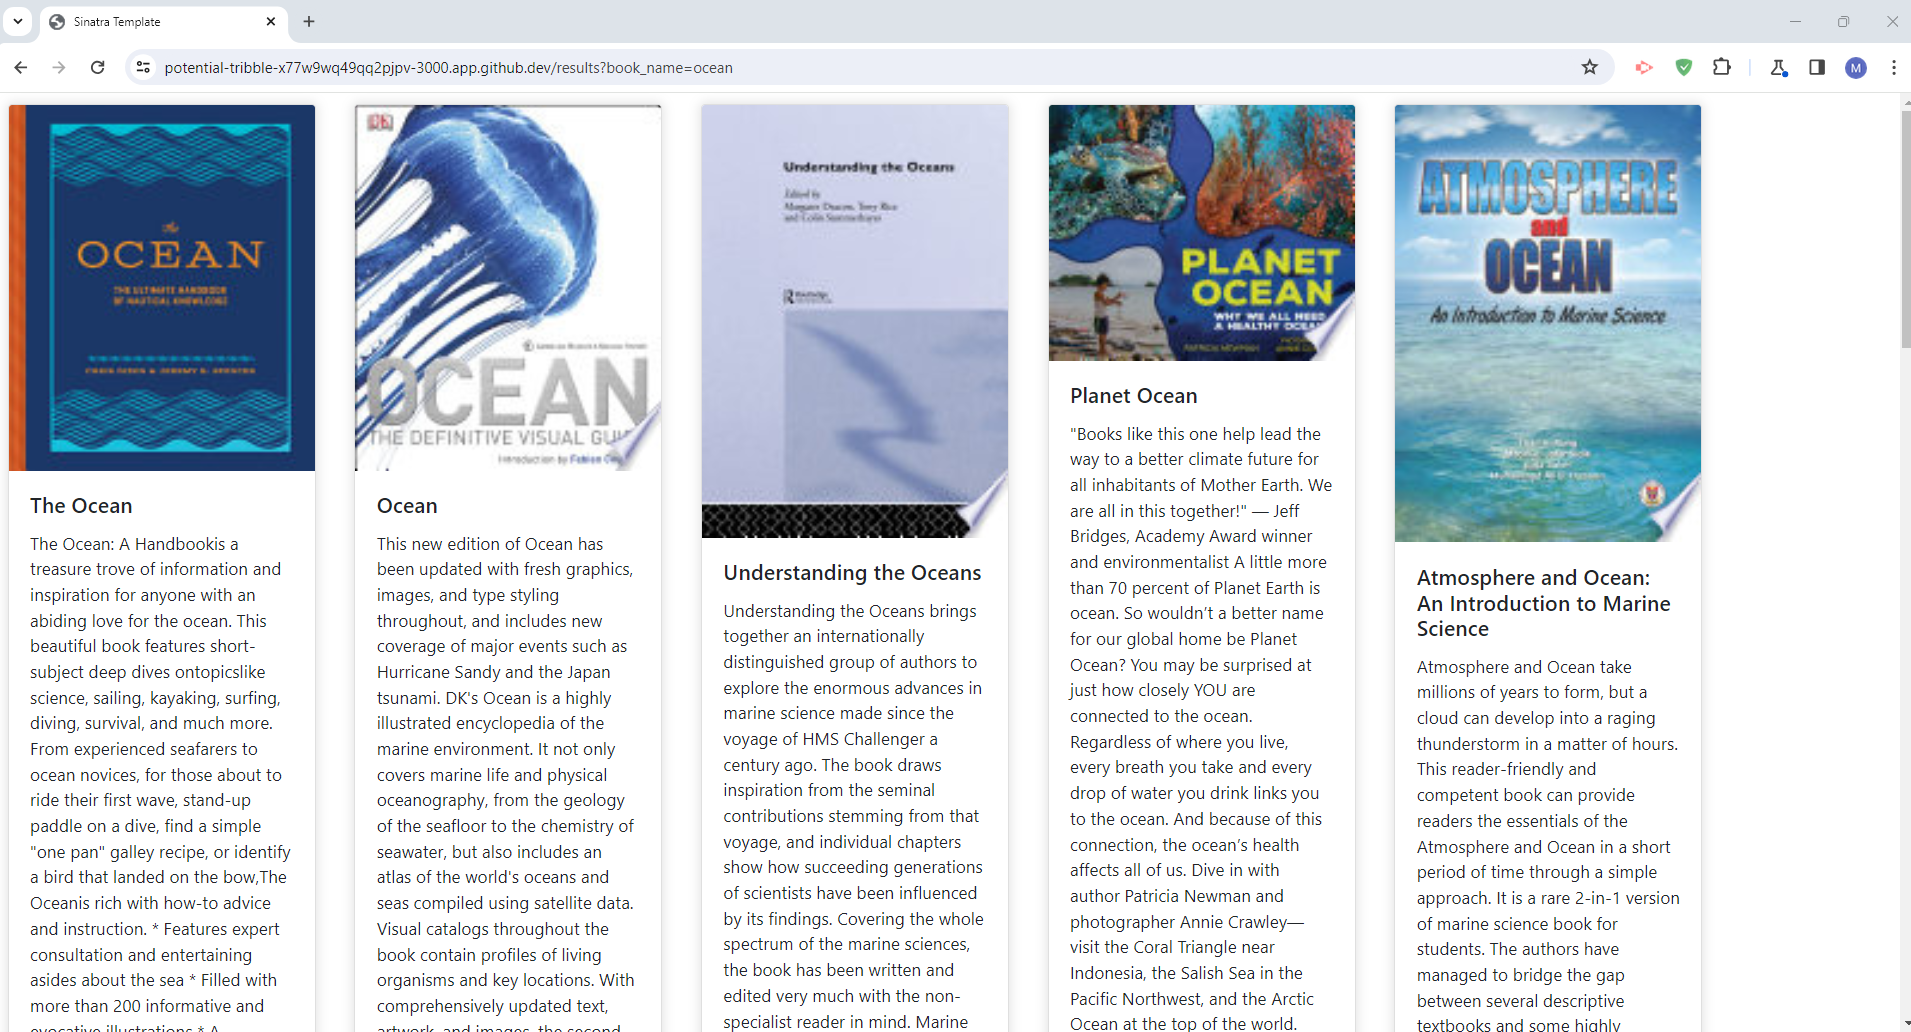 Sinatra Template
potential-tribble-x77w9wq49qq2pjpv-3000.app.github.dev/results?book_name=ocean
M
The
OCEAN
THE ULTIMATE HANDBOOK
OF NAUTICAL KNOWLEDGE
The Ocean
The Ocean: A Handbookis a
treasure trove of information and
inspiration for anyone with an
abiding love for the ocean. This
beautiful book features short-
subject deep dives ontopicslike
science, sailing, kayaking, surfing,
diving, survival, and much more.
From experienced seafarers to
ocean novices, for those about to
ride their first wave, stand-up
paddle on a dive, find a simple
"one pan" galley recipe, or identify
a bird that landed on the bow,The
Oceanis rich with how-to advice
and instruction. * Features expert
consultation and entertaining
asides about the sea * Filled with
more than 200 informative and
evocative illustrations * A
DK
OCEAN
THE DEFINITIVE VISUAL GUI
Introduction by Fabien
Ocean
This new edition of Ocean has
been updated with fresh graphics,
images, and type styling
throughout, and includes new
coverage of major events such as
Hurricane Sandy and the Japan
tsunami. DK's Ocean is a highly
illustrated encyclopedia of the
marine environment. It not only
covers marine life and physical
oceanography, from the geology
of the seafloor to the chemistry of
seawater, but also includes an
atlas of the world's oceans and
seas compiled using satellite data.
Visual catalogs throughout the
book contain profiles of living
organisms and key locations. With
comprehensively updated text,
artwork, and images, the second
Understanding the Oceans
Edited by
Margaret Deacon, Tony Rice
and Colin Summerhayes
Routledge
Understanding the Oceans
Understanding the Oceans brings
together an internationally
distinguished group of authors to
explore the enormous advances in
marine science made since the
voyage of HMS Challenger a
century ago. The book draws
inspiration from the seminal
contributions stemming from that
voyage, and individual chapters
show how succeeding generations
of scientists have been influenced
by its findings. Covering the whole
spectrum of the marine sciences,
the book has been written and
edited very much with the non-
specialist reader in mind. Marine
PLANET
OCEAN
WHY WE ALL NEED
A HEALTHY OCEAN
PATRICIA NEWMAN
Planet Ocean
"Books like this one help lead the
way to a better climate future for
all inhabitants of Mother Earth. We
are all in this together!" — Jeff
Bridges, Academy Award winner
and environmentalist A little more
than 70 percent of Planet Earth is
ocean. So wouldn’t a better name
for our global home be Planet
Ocean? You may be surprised at
just how closely YOU are
connected to the ocean.
Regardless of where you live,
every breath you take and every
drop of water you drink links you
to the ocean. And because of this
connection, the ocean’s health
affects all of us. Dive in with
author Patricia Newman and
photographer Annie Crawley—
visit the Coral Triangle near
Indonesia, the Salish Sea in the
Pacific Northwest, and the Arctic
Ocean at the top of the world.
ATMOSPHERE
and
OCEAN
An Introduction to Marine Science
Atmosphere and Ocean:
An Introduction to Marine
Science
Atmosphere and Ocean take
millions of years to form, but a
cloud can develop into a raging
thunderstorm in a matter of hours.
This reader-friendly and
competent book can provide
readers the essentials of the
Atmosphere and Ocean in a short
period of time through a simple
approach. It is a rare 2-in-1 version
of marine science book for
students. The authors have
managed to bridge the gap
between several descriptive
textbooks and some highly